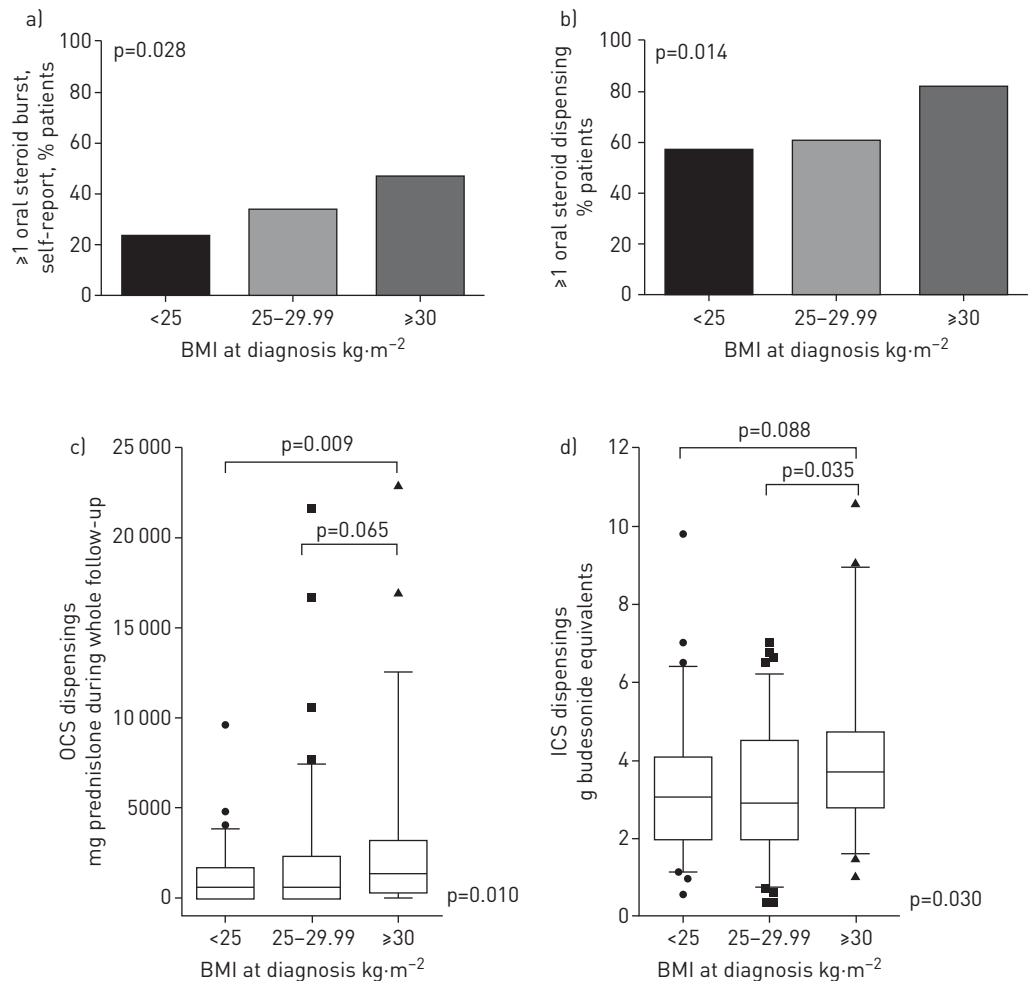 a)
≥1 oral steroid burst,
self-report, % patients
100
80
60
40
20
0
p=0.028
<25
25–29.99
≥30
BMI at diagnosis kg·m⁻²
b)
≥1 oral steroid dispensing
% patients
100
80
60
40
20
0
p=0.014
<25
25–29.99
≥30
BMI at diagnosis kg·m⁻²
c)
OCS dispensings
mg prednislone during whole follow-up
25 000
20 000
15 000
10 000
5000
0
p=0.009
p=0.065
p=0.010
<25
25–29.99
≥30
BMI at diagnosis kg·m⁻²
d)
ICS dispensings
g budesonide equivalents
12
10
8
6
4
2
0
p=0.088
p=0.035
p=0.030
<25
25–29.99
≥30
BMI at diagnosis kg·m⁻²